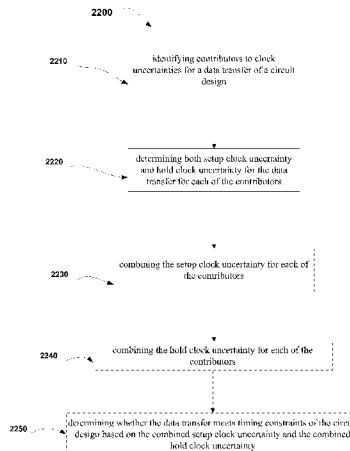 2200
2210
identifying contributors to clock
uncertainties for a data transfer of a circuit
design
2220
determining both setup clock uncertainty
and hold clock uncertainty for the data
transfer for each of the contributors
2230
combining the setup clock uncertainty for each of
the contributors
2240
combining the hold clock uncertainty for each of the
contributors
2250
determining whether the data transfer meets timing constraints of the circu
design based on the combined setup clock uncertainty and the combined
hold clock uncertainty